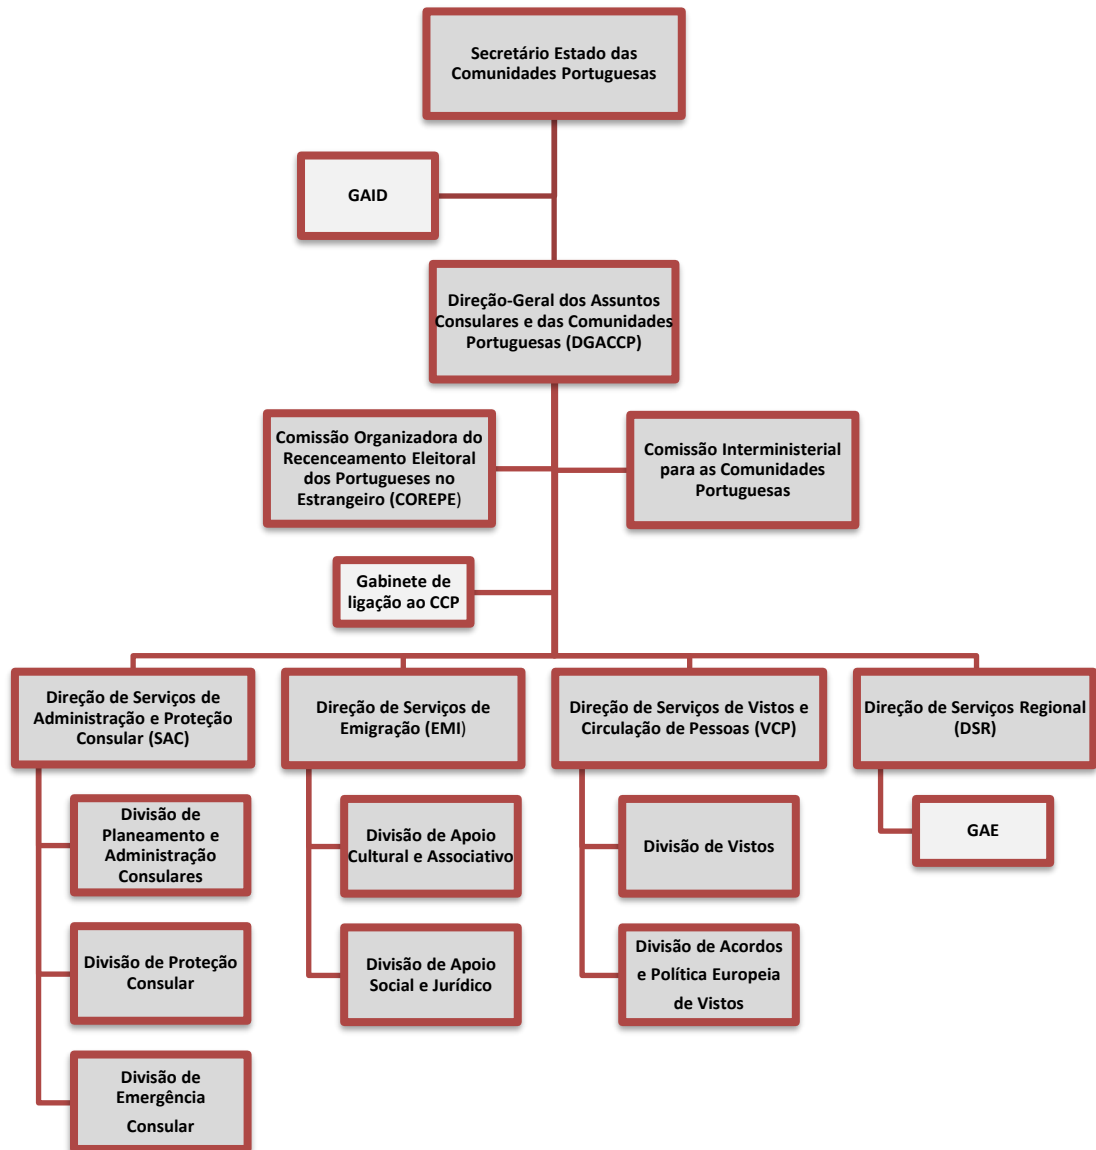 Secretário Estado das
Comunidades Portuguesas
GAID
Direção-Geral dos Assuntos
Consulares e das Comunidades
Portuguesas (DGACCP)
Comissão Organizadora do
Recenceamento Eleitoral
dos Portugueses no
Estrangeiro (COREPE)
Comissão Interministerial
para as Comunidades
Portuguesas
Gabinete de
ligação ao CCP
Direção de Serviços de
Administração e Proteção
Consular (SAC)
Direção de Serviços de
Emigração (EMI)
Direção de Serviços de Vistos e
Circulação de Pessoas (VCP)
Direção de Serviços Regional
(DSR)
Divisão de
Planeamento e
Administração
Consulares
Divisão de Apoio
Cultural e Associativo
Divisão de Vistos
GAE
Divisão de Proteção
Consular
Divisão de Apoio
Social e Jurídico
Divisão de Acordos
e Política Europeia
de Vistos
Divisão de
Emergência
Consular